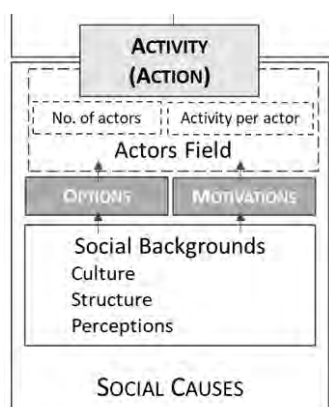 ACTIVITY
(ACTION)
No. of actors
Activity per actor
Actors Field
OPTIONS
MOTIVATIONS
Social Backgrounds
Culture
Structure
Perceptions
SOCIAL CAUSES